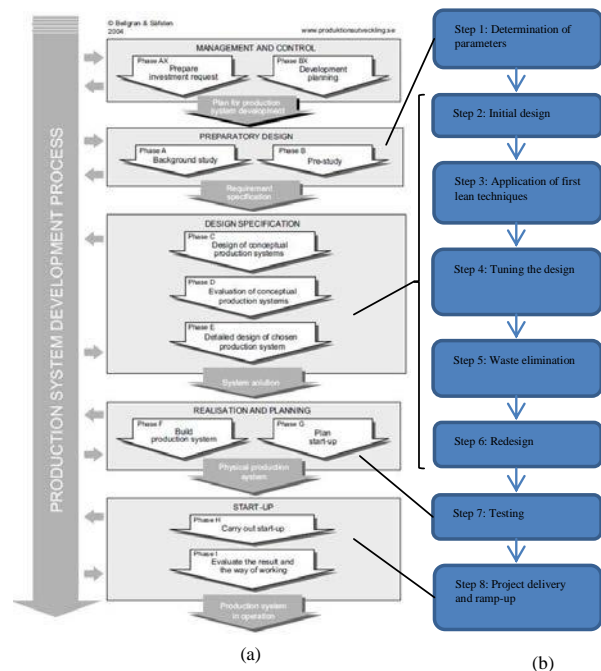 © Bellgran & Säfsten
2004
www.produktionsutveckling.se
MANAGEMENT AND CONTROL
Phase AX
Prepare
investment request
Phase BX
Development
planning
Plan for production
system development
PREPARATORY DESIGN
Phase A
Background study
Phase B
Pre-study
Requirement
specification
DESIGN SPECIFICATION
Phase C
Design of conceptual
production systems
Phase D
Evaluation of conceptual
production systems
Phase E
Detailed design of chosen
production system
System solution
REALISATION AND PLANNING
Phase F
Build
production system
Phase G
Plan
start-up
Physical production
system
START-UP
Phase H
Carry out start-up
Phase I
Evaluate the result and
the way of working
Production system
in operation
PRODUCTION SYSTEM DEVELOPMENT PROCESS
(a)
Step 1: Determination of
parameters
Step 2: Initial design
Step 3: Application of first
lean techniques
Step 4: Tuning the design
Step 5: Waste elimination
Step 6: Redesign
Step 7: Testing
Step 8: Project delivery
and ramp-up
(b)